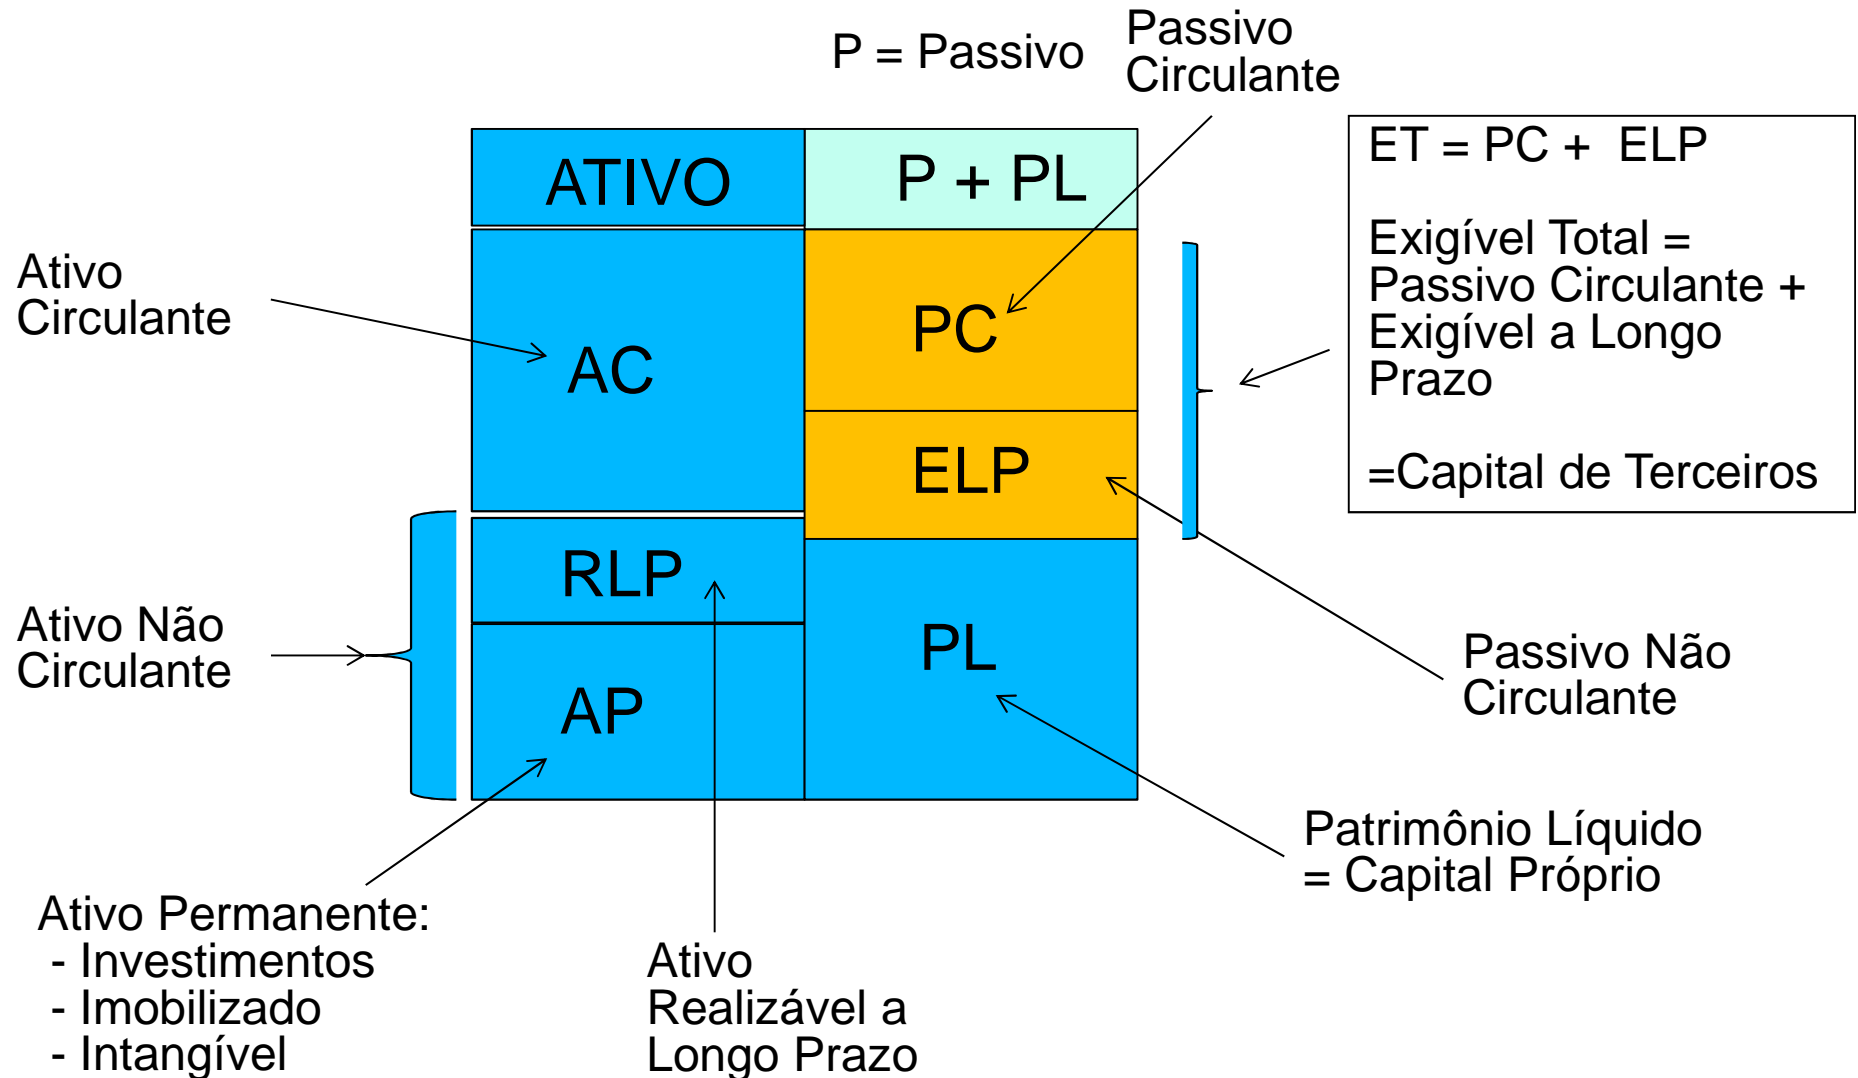 P = Passivo
Passivo
Circulante
ATIVO
P + PL
ET = PC + ELP
Exigível Total =
Passivo Circulante +
Exigível a Longo
Prazo
=Capital de Terceiros
Ativo
Circulante
AC
PC
ELP
RLP
Ativo Não
Circulante
PL
AP
Passivo Não
Circulante
Patrimônio Líquido
= Capital Próprio
Ativo Permanente:
- Investimentos
- Imobilizado
- Intangível
Ativo
Realizável a
Longo Prazo